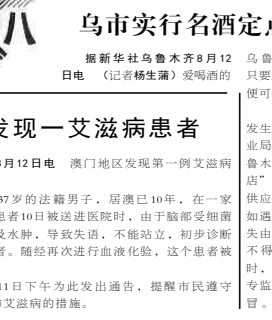 乌市实行名酒定
据新华社乌鲁木齐8月12
日电 （记者杨生蒲）爱喝酒的
乌鲁
只要
便可
发现一艾滋病患者
月12日电 澳门地区发现第一例艾滋病
37岁的法籍男子，居澳已10年，在一家
患者10日被送进医院时，由于脑部受细菌
及水肿，导致失语，不能站立，初步诊断
者。随经再次进行血液化验，这个患者被
11日下午为此发出通告，提醒市民遵守
防艾滋病的措施。
发生
业局
鲁木
店”
供应
如遇
失由
不得
时，
专监
冒。